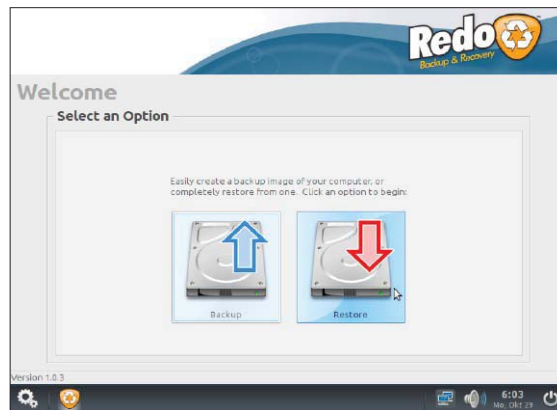 Redo
Backup & Recovery
Welcome
Select an Option
Easily create a backup image of your computer, or
completely restore from one. Click an option to begin:
Backup
Restore
Version 1.0.3
6:03
Mo, Okt 29